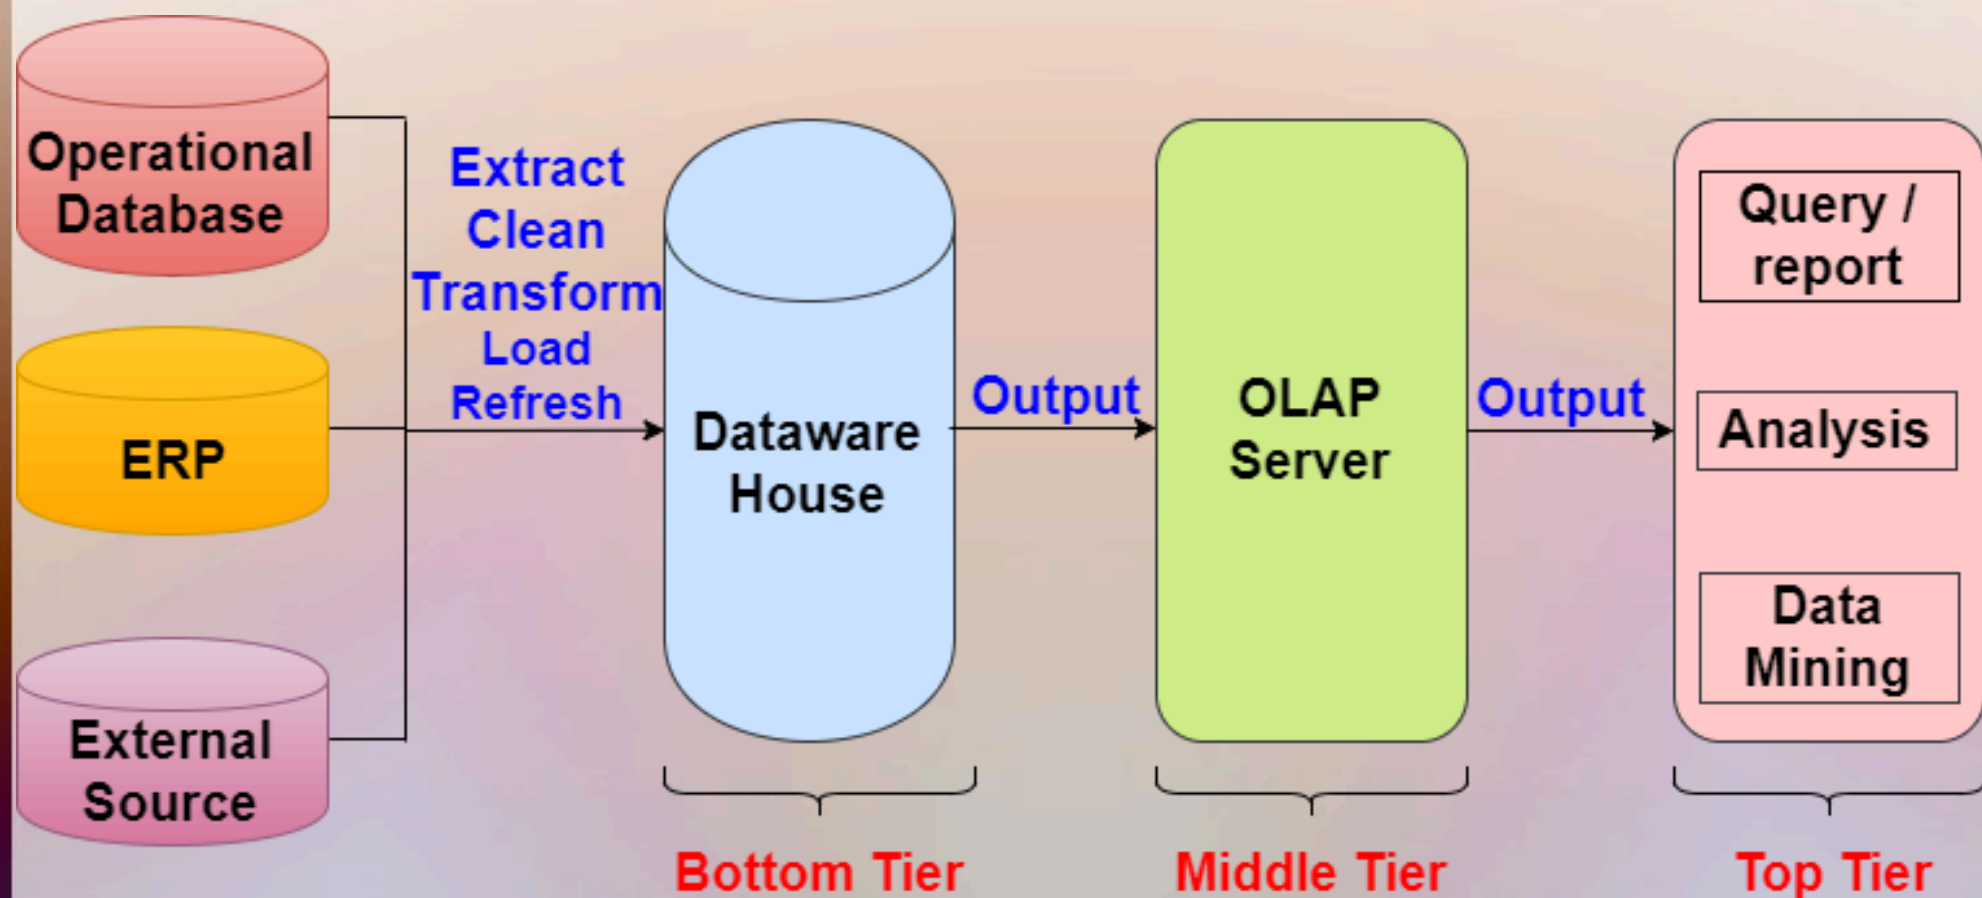 Operational
Database
ERP
External
Source
Extract
Clean
Transform
Load
Refresh
Dataware
House
Output
OLAP
Server
Output
Query /
report
Analysis
Data
Mining
Bottom Tier
Middle Tier
Top Tier